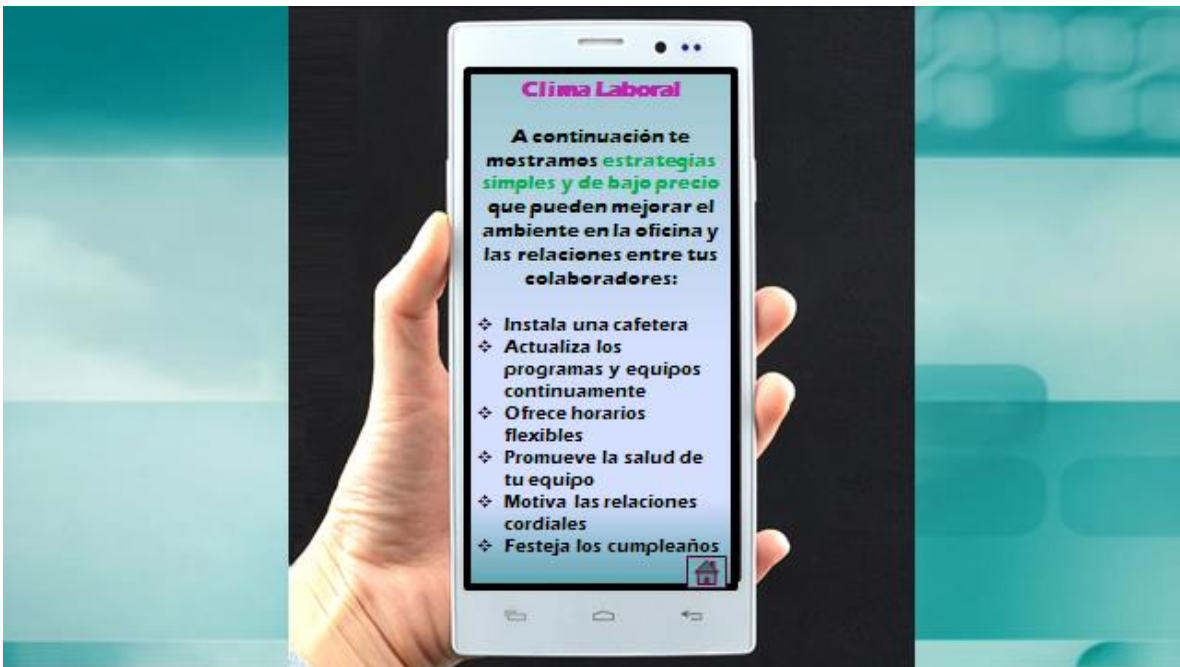 Clima Laboral
A continuación te
mostramos estrategias
simples y de bajo precio
que pueden mejorar el
ambiente en la oficina y
las relaciones entre tus
colaboradores:
❖ Instala una cafetera
❖ Actualiza los
programas y equipos
continuamente
❖ Ofrece horarios
flexibles
❖ Promueve la salud de
tu equipo
❖ Motiva las relaciones
cordiales
❖ Festeja los cumpleaños